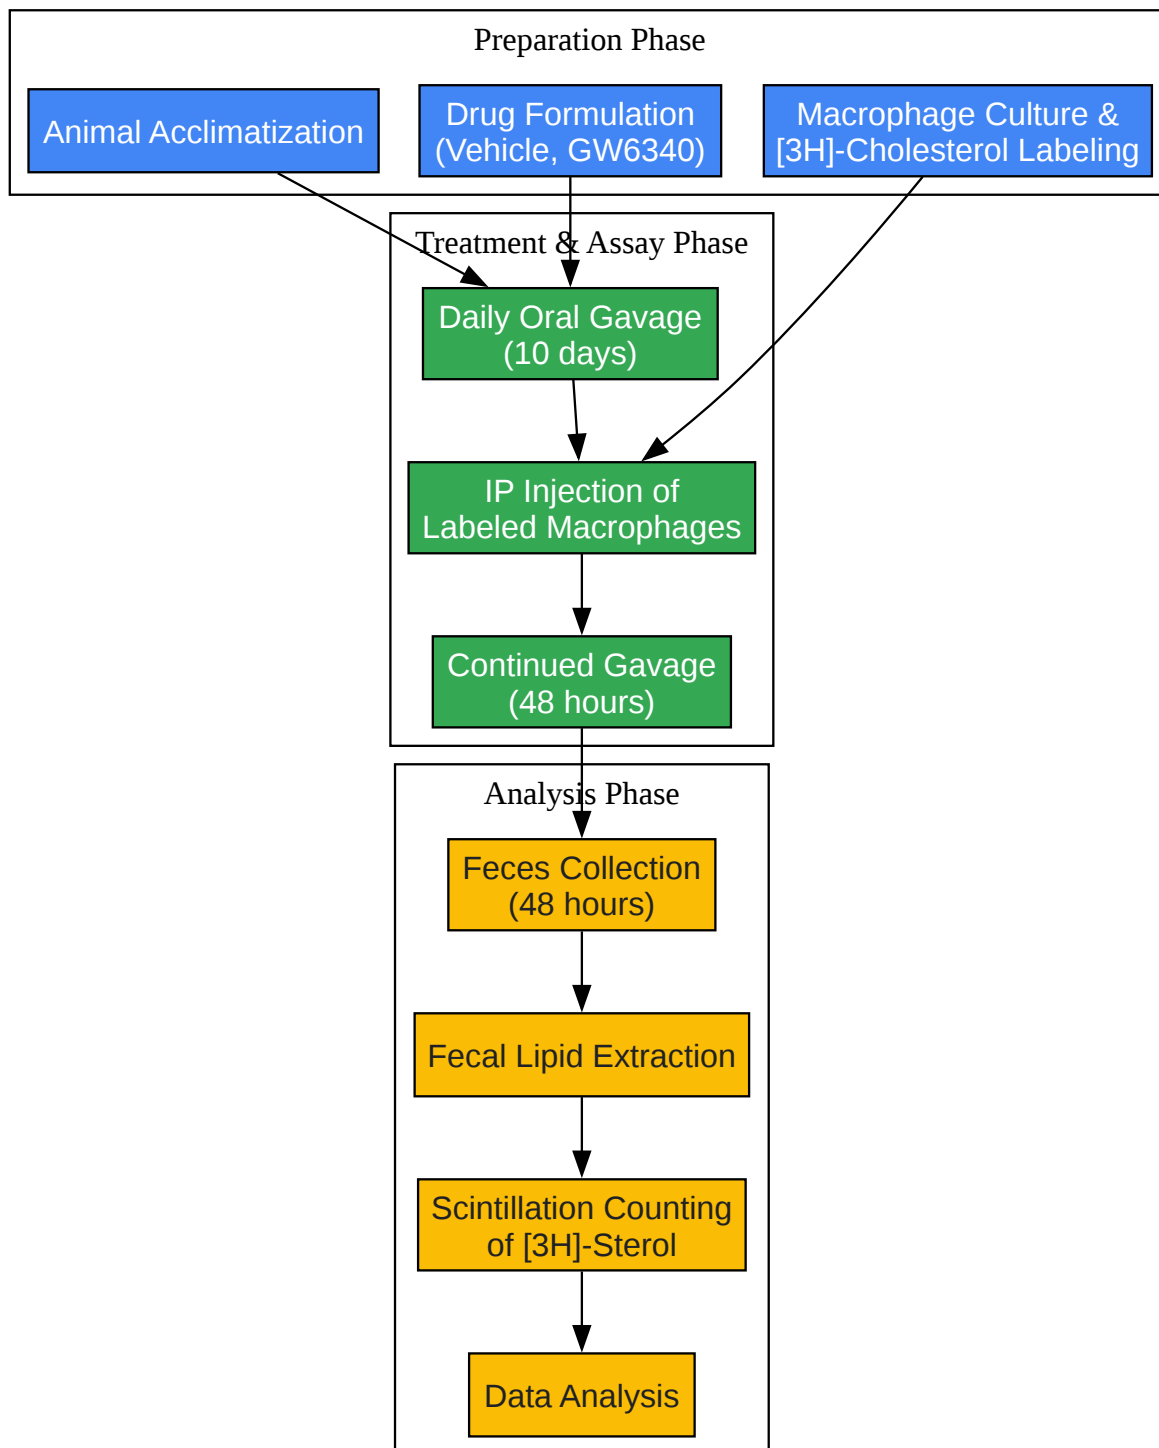 Preparation Phase
Animal Acclimatization
Drug Formulation
(Vehicle, GW6340)
Macrophage Culture &
[3H]-Cholesterol Labeling
Treatment & Assay Phase
Daily Oral Gavage
(10 days)
IP Injection of
Labeled Macrophages
Continued Gavage
(48 hours)
Analysis Phase
Feces Collection
(48 hours)
Fecal Lipid Extraction
Scintillation Counting
of [3H]-Sterol
Data Analysis